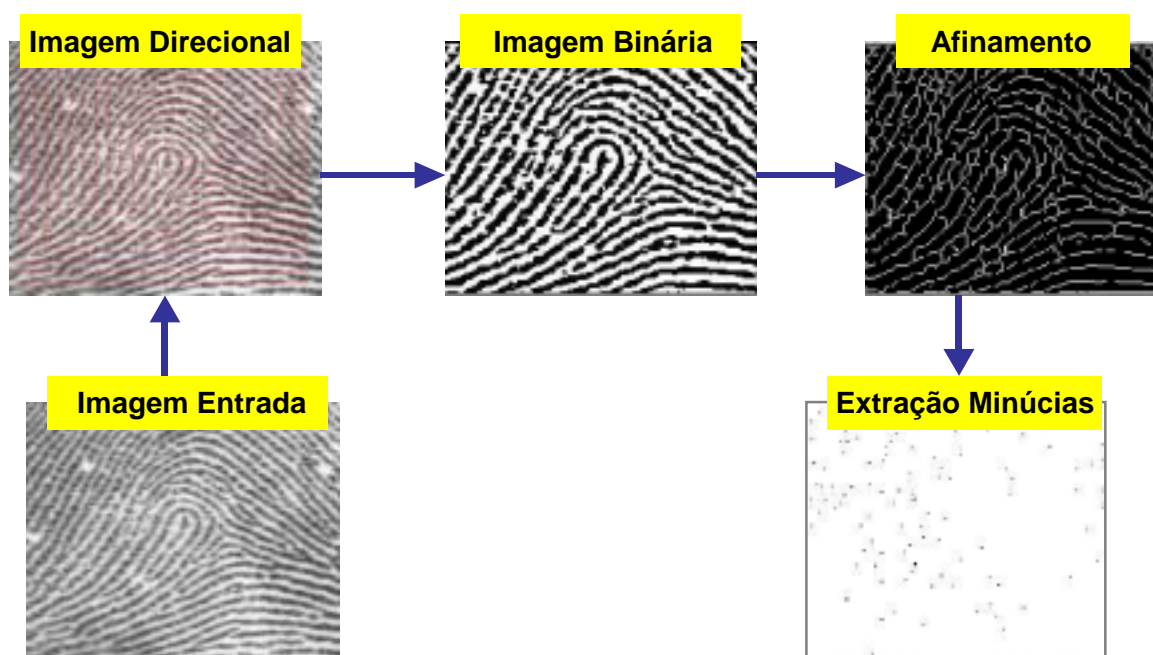 Imagem Direcional
Imagem Binária
Afinamento
Imagem Entrada
Extração Minúcias